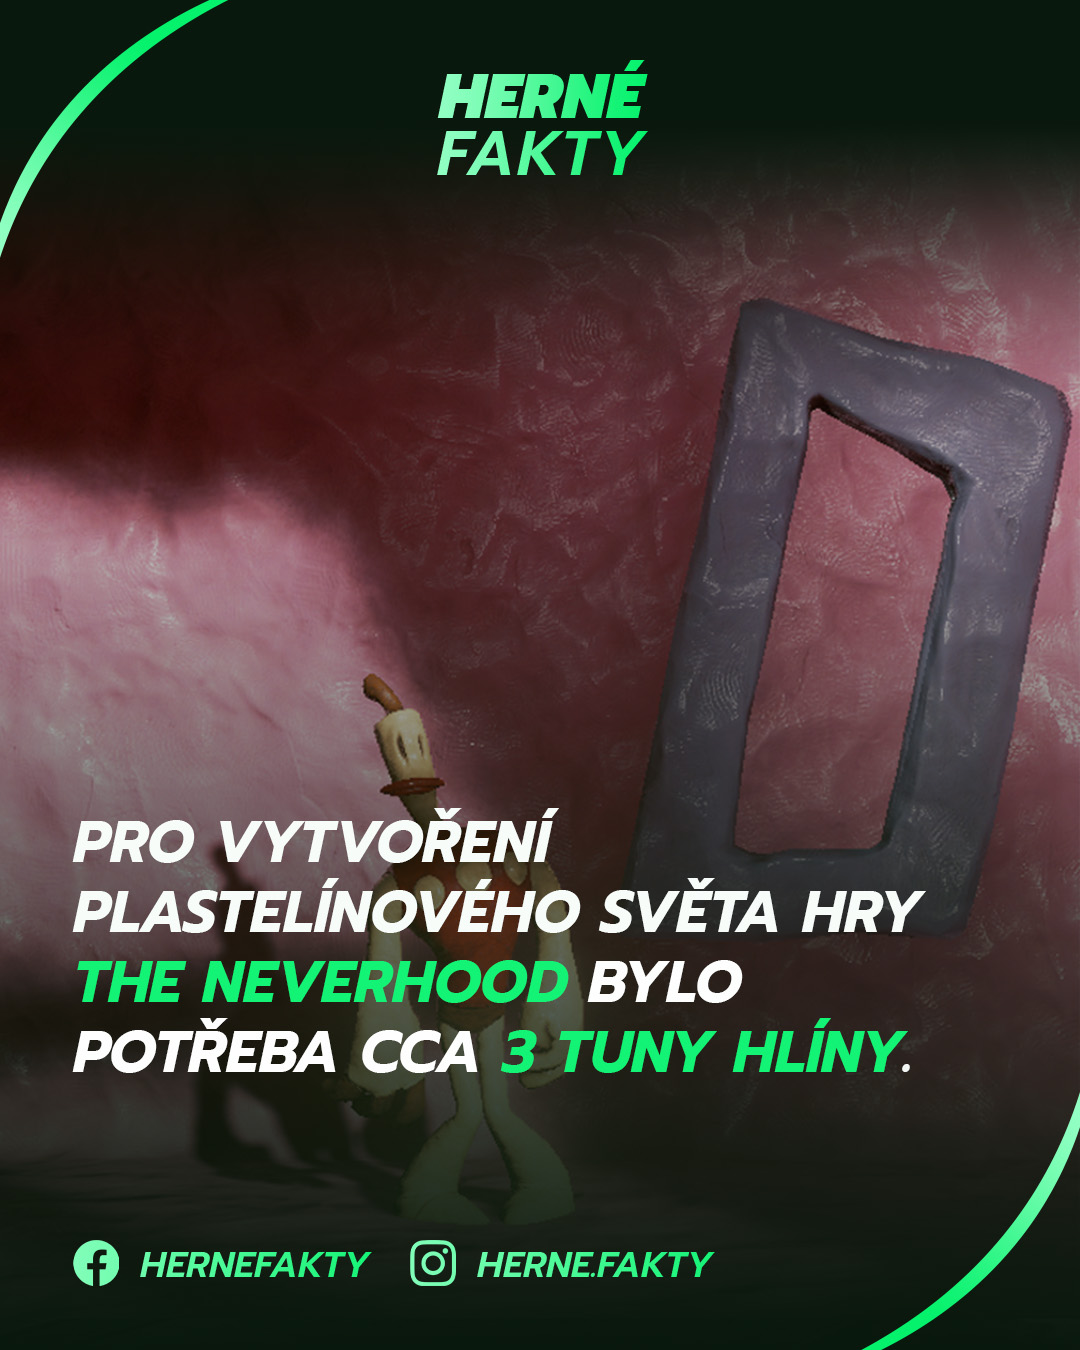 HERNÉ
FAKTY
PRO VYTVOŘENÍ
PLASTELÍNOVÉHO SVĚTA HRY
THE NEVERHOOD BYLO
POTŘEBA CCA 3 TUNY HLÍNY.
HERNEFAKTY HERNE.FAKTY